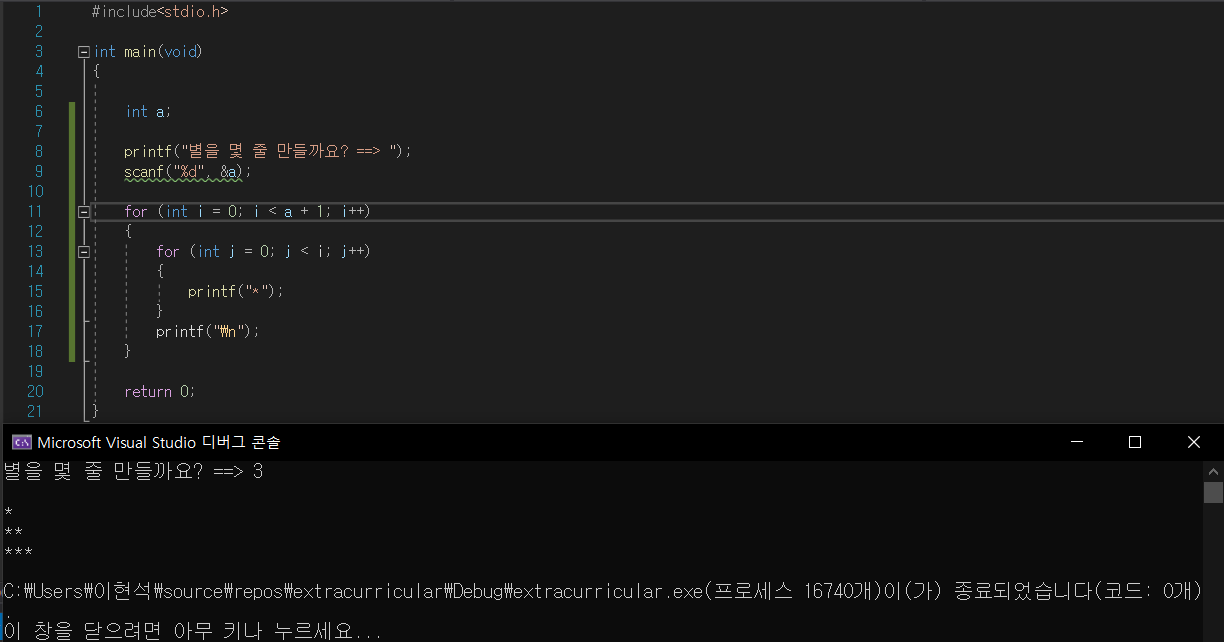 1 #include<stdio.h>
2
3 int main(void)
4 {
5
6 int a;
7
8 printf("별을 몇 줄 만들까요? ==> ");
9 scanf("%d", &a);
10
11 for (int i = 0; i < a + 1; i++)
12 {
13 for (int j = 0; j < i; j++)
14 {
15 printf("*");
16 }
17 printf("₩n");
18 }
19
20 return 0;
21 }
C:\ Microsoft Visual Studio 디버그 콘솔
별을 몇 줄 만들까요? ==> 3
*
**
***
C:₩Users₩이현석₩source₩repos₩extracurricular₩Debug₩extracurricular.exe(프로세스 16740개)이(가) 종료되었습니다(코드: 0개)
.
이 창을 닫으려면 아무 키나 누르세요...